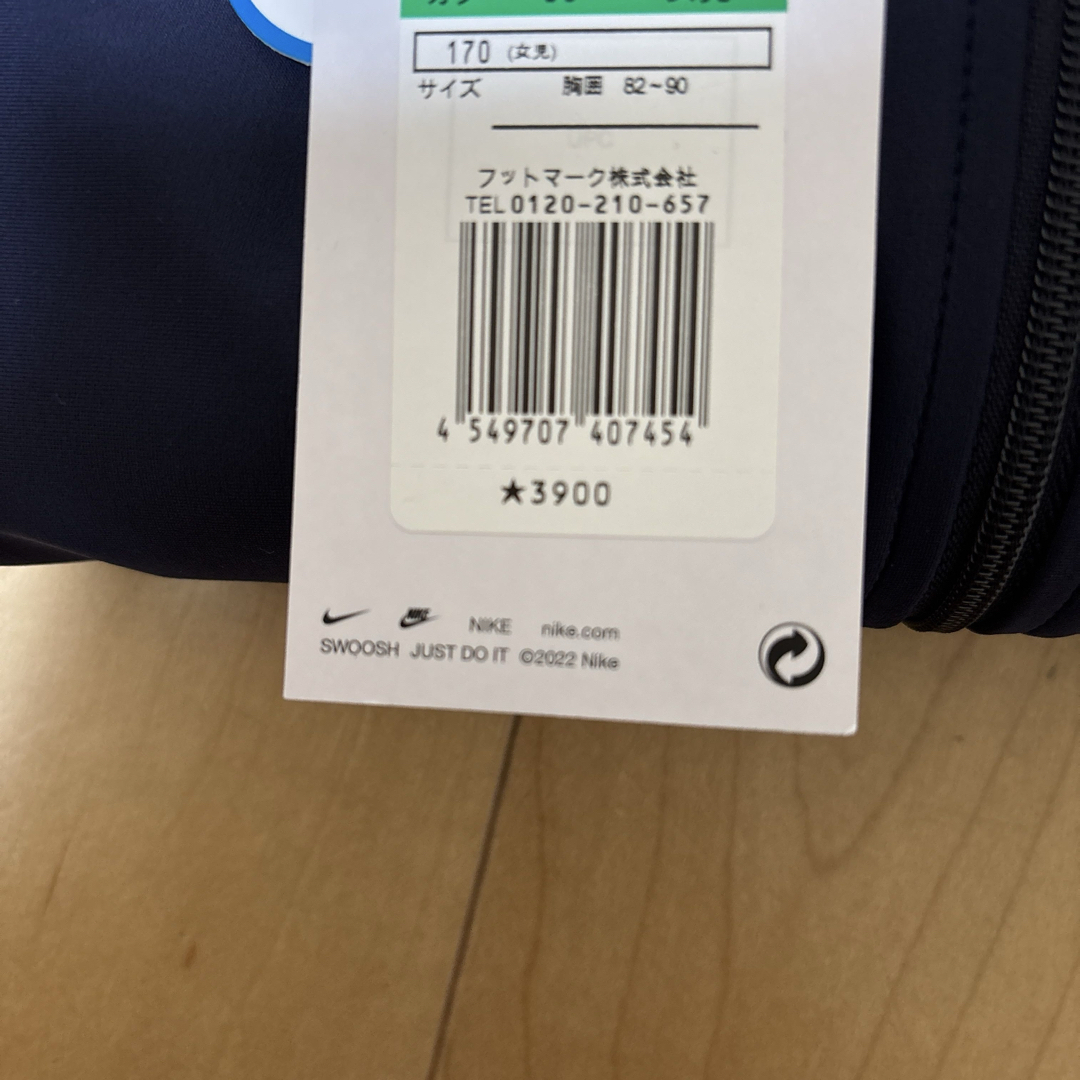 170 (女児)
サイズ 胸囲 82~90
UPC
フットマーク株式会社
TEL 0120-210-657
4 549707 407454
★3900
NIKE nike.com
SWOOSH JUST DO IT ©2022 Nike